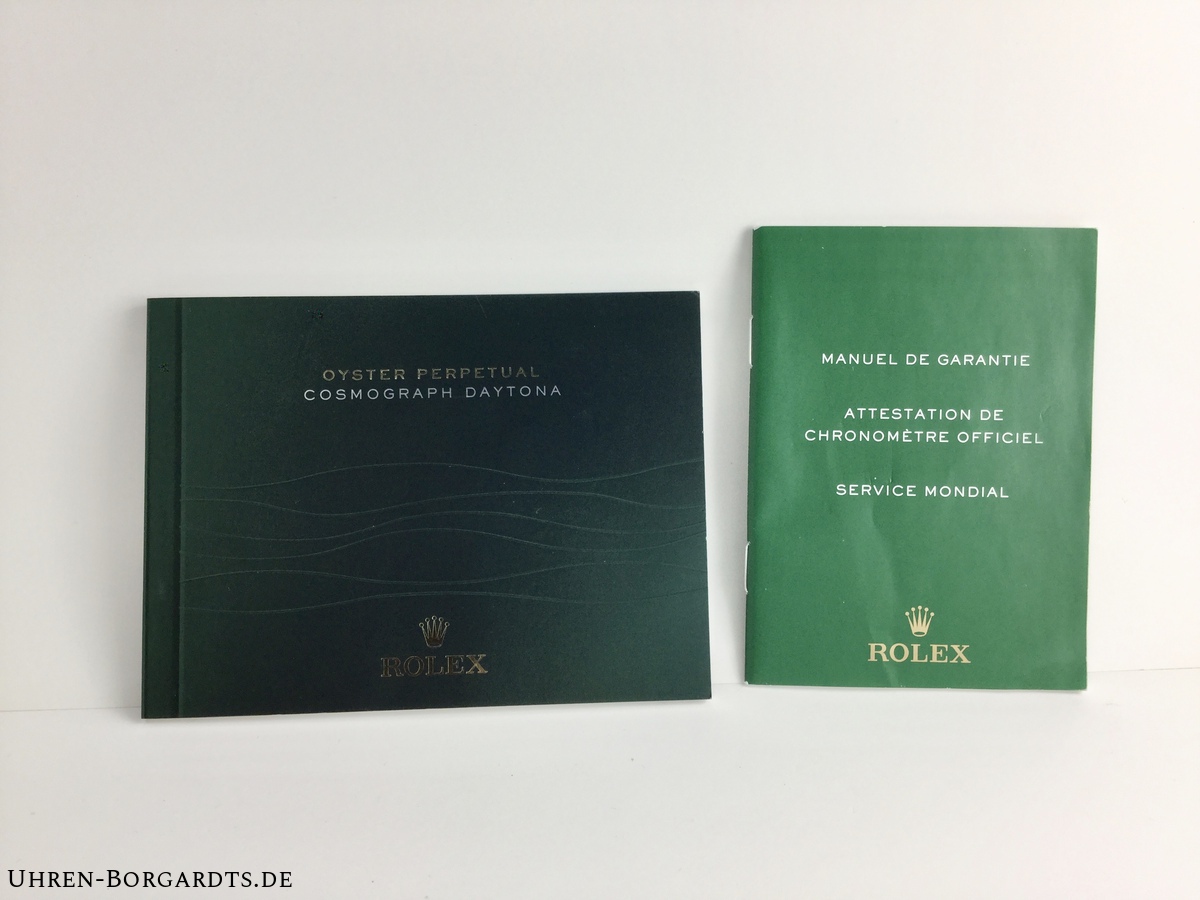 OYSTER PERPETUAL
COSMOGRAPH DAYTONA
ROLEX
MANUEL DE GARANTIE
ATTESTATION DE
CHRONOMÈTRE OFFICIEL
SERVICE MONDIAL
ROLEX
UHREN-BORGARDTS.DE